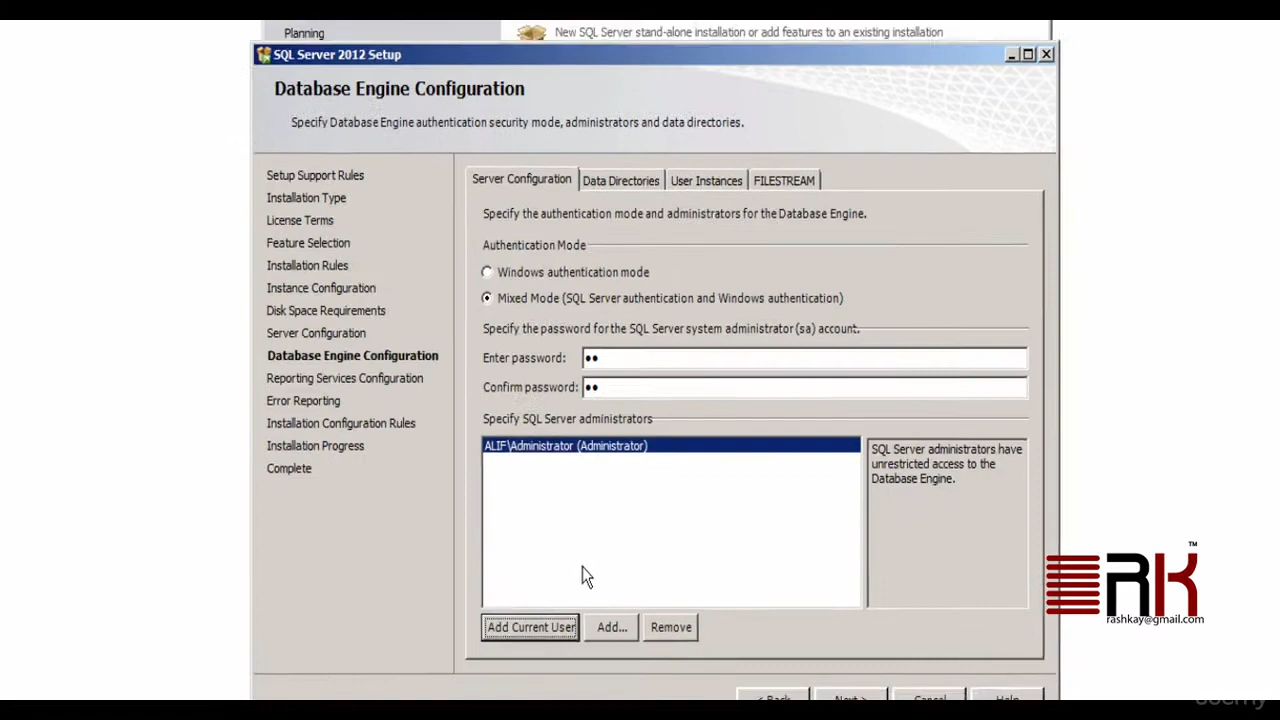 Planning
New SQL Server stand-alone installation or add features to an existing installation
SQL Server 2012 Setup
Database Engine Configuration
Specify Database Engine authentication security mode, administrators and data directories.
Setup Support Rules
Installation Type
License Terms
Feature Selection
Installation Rules
Instance Configuration
Disk Space Requirements
Server Configuration
Database Engine Configuration
Reporting Services Configuration
Error Reporting
Installation Configuration Rules
Installation Progress
Complete
Server Configuration Data Directories User Instances FILESTREAM
Specify the authentication mode and administrators for the Database Engine.
Authentication Mode
Windows authentication mode
Mixed Mode (SQL Server authentication and Windows authentication)
Specify the password for the SQL Server system administrator (sa) account.
Enter password: ●●
Confirm password: ●●
Specify SQL Server administrators
ALIF\Administrator (Administrator)
SQL Server administrators have
unrestricted access to the
Database Engine.
Add Current User Add... Remove
RK ™
rashkay@gmail.com
< Back Next > Cancel Help